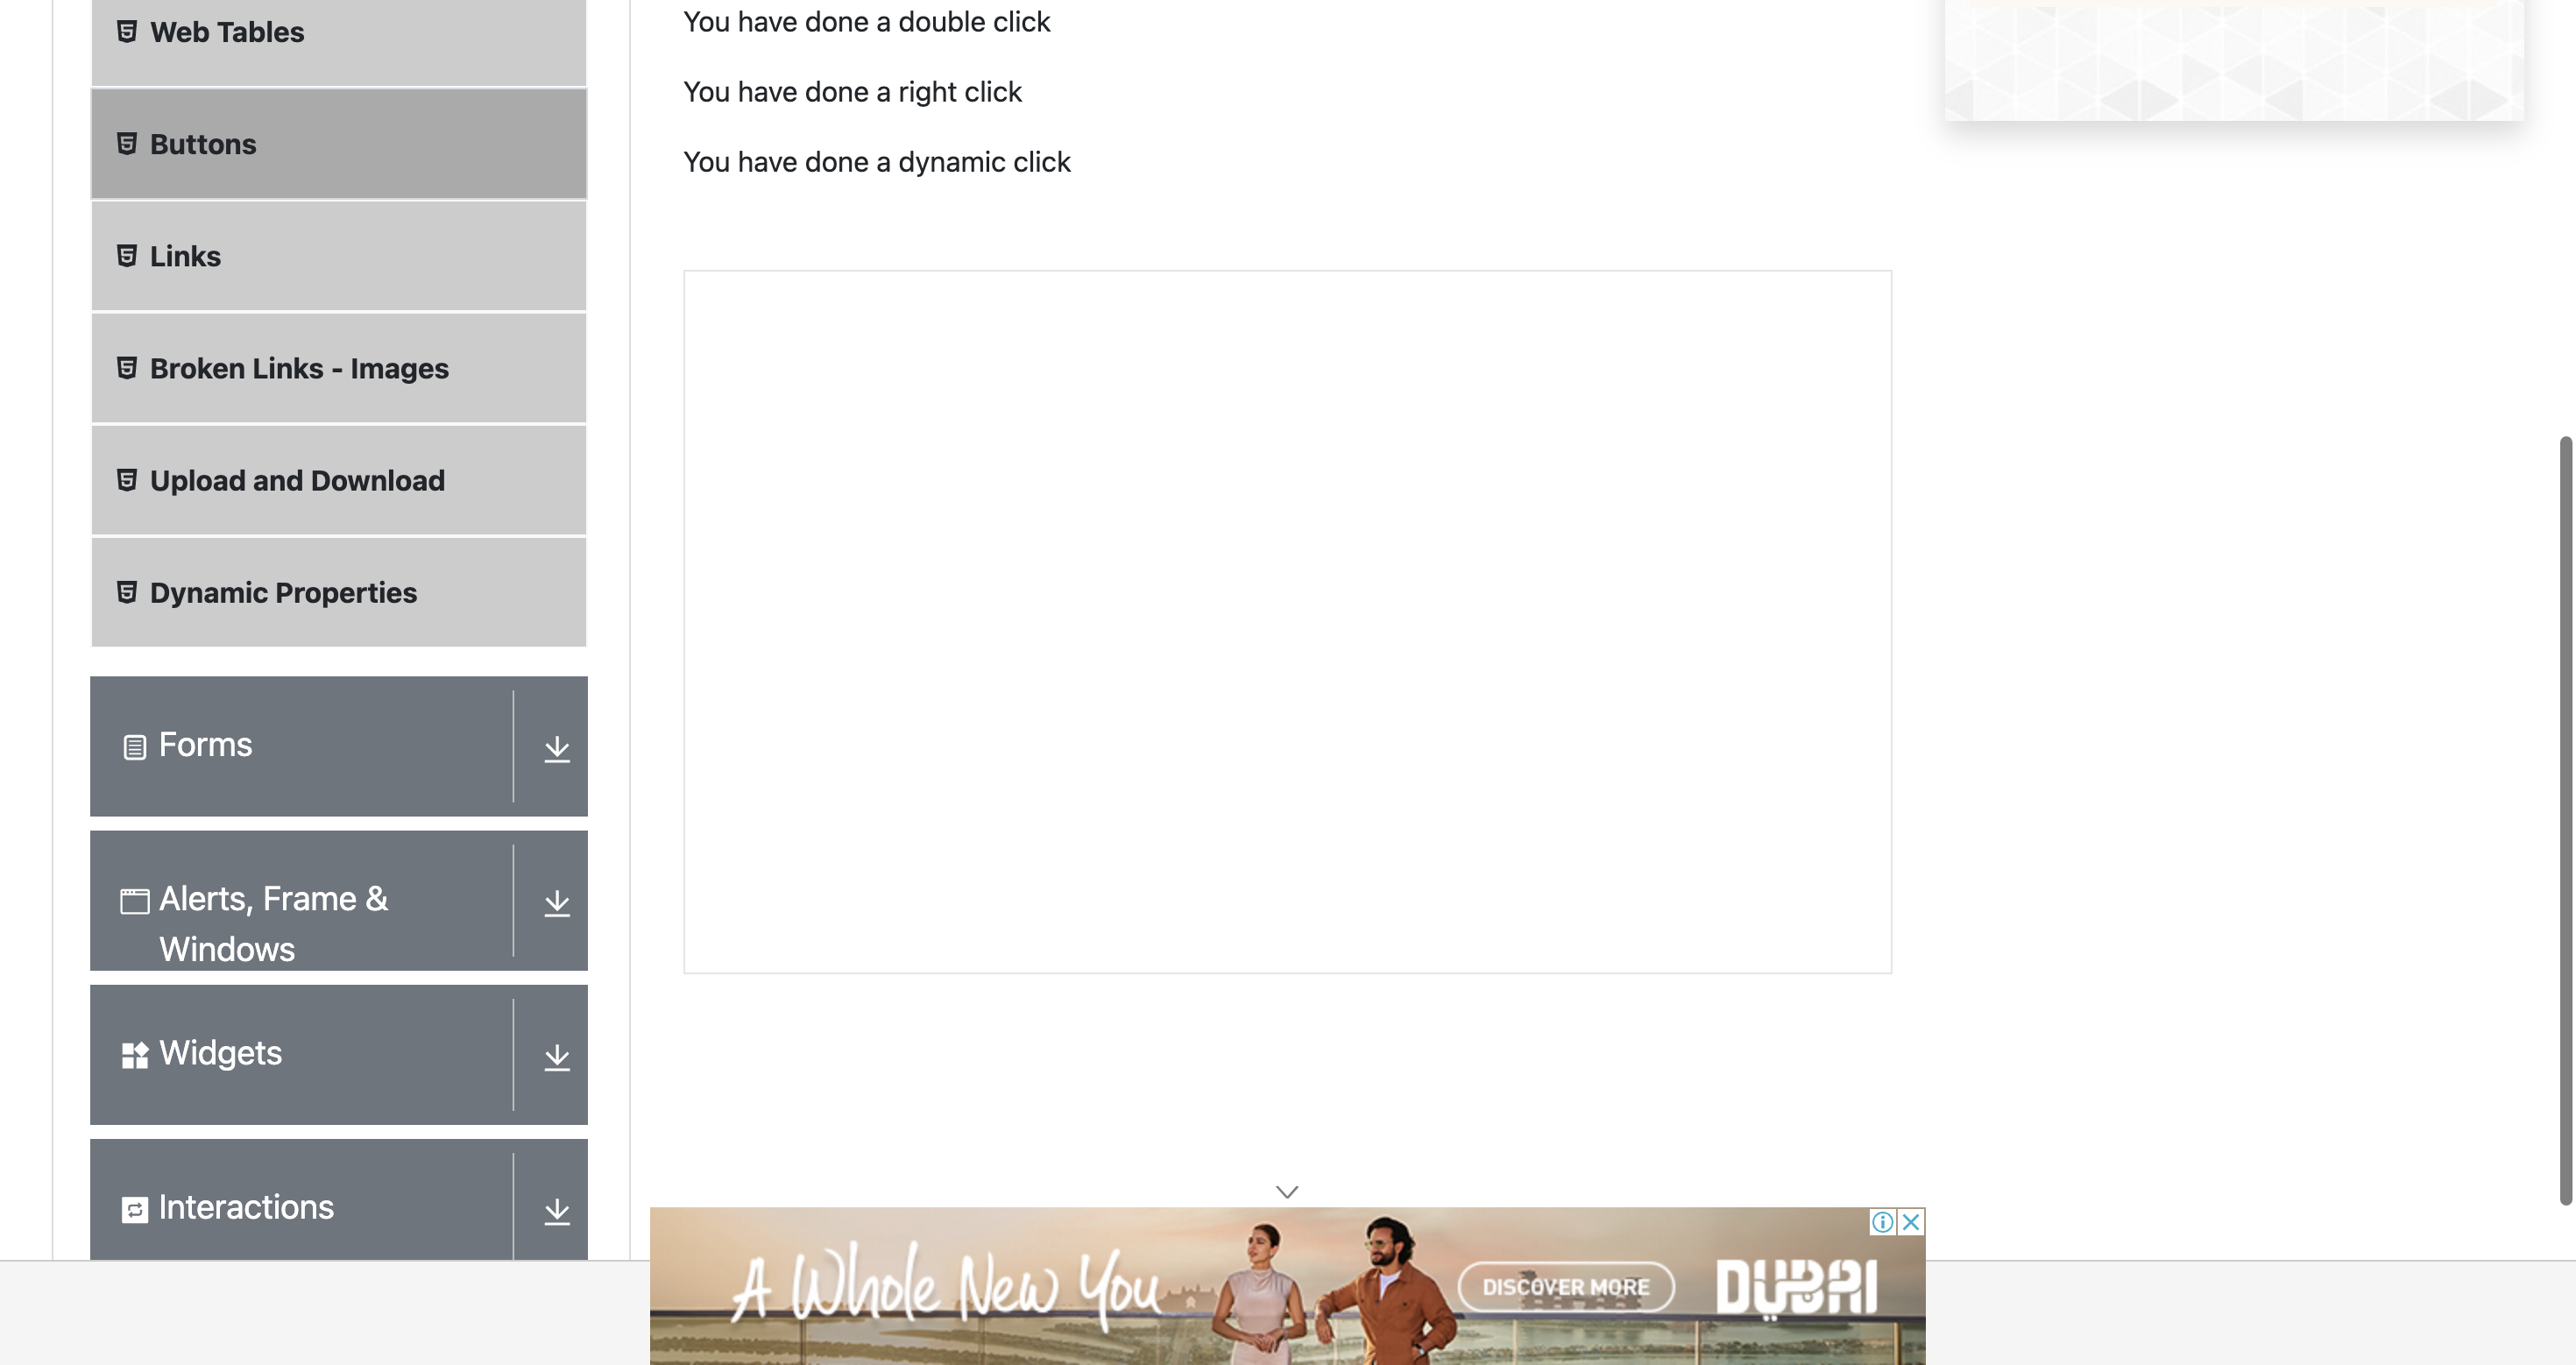 Web Tables
Buttons
Links
Broken Links - Images
Upload and Download
Dynamic Properties
Forms
Alerts, Frame &
Windows
Widgets
Interactions
You have done a double click
You have done a right click
You have done a dynamic click
A Whole New You
DISCOVER MORE
DUBAI